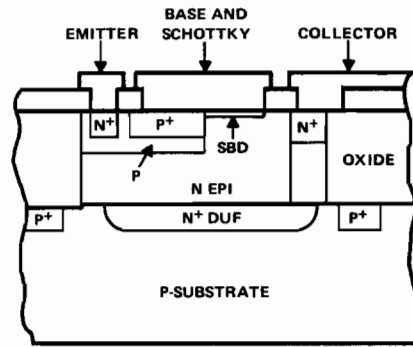 BASE AND
EMITTER SCHOTTKY COLLECTOR
N+ P+ N+
SBD
P
OXIDE
N EPI
P+ N+ DUF P+
P-SUBSTRATE